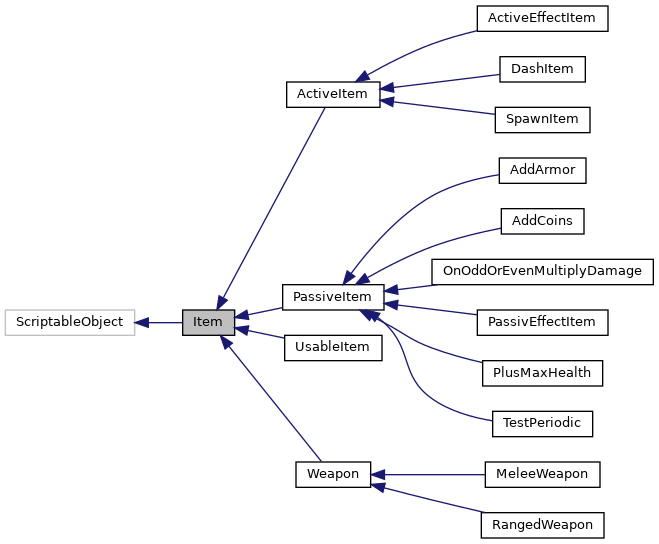 ActiveEffectItem
DashItem
ActiveItem
SpawnItem
AddArmor
AddCoins
OnOddOrEvenMultiplyDamage
PassiveItem
ScriptableObject
Item
PassivEffectItem
UsableItem
PlusMaxHealth
TestPeriodic
Weapon
MeleeWeapon
RangedWeapon